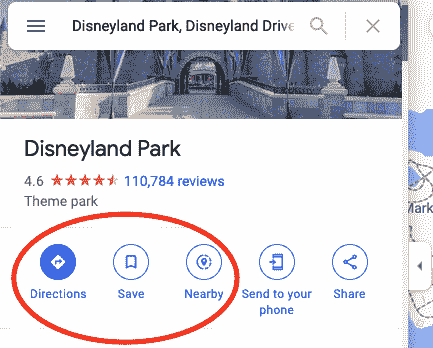 Disneyland Park, Disneyland Drive
Disneyland Park
4.6 110,784 reviews
Theme park
Directions Save Nearby Send to your phone Share
Mark